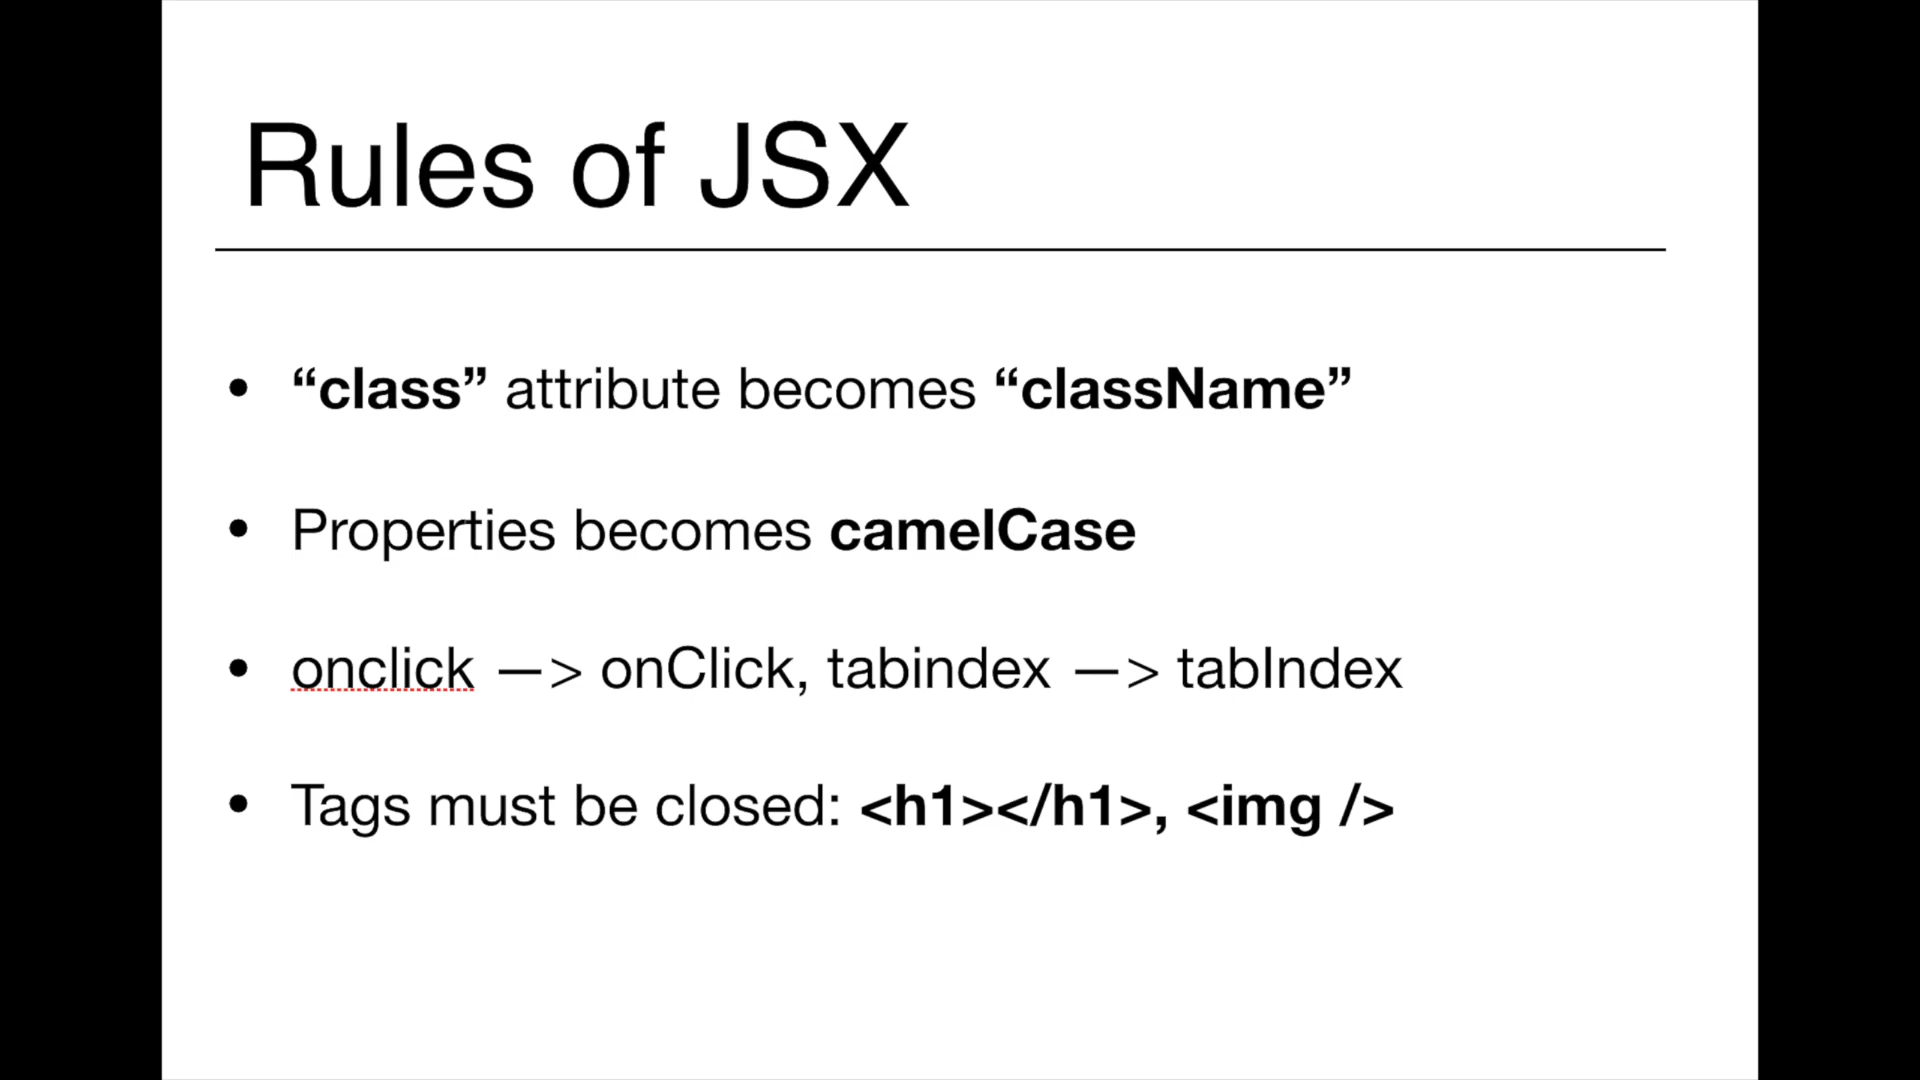 Rules of JSX
• “class” attribute becomes “className”
• Properties becomes camelCase
• onclick —> onClick, tabindex —> tabIndex
• Tags must be closed: <h1></h1>, <img />